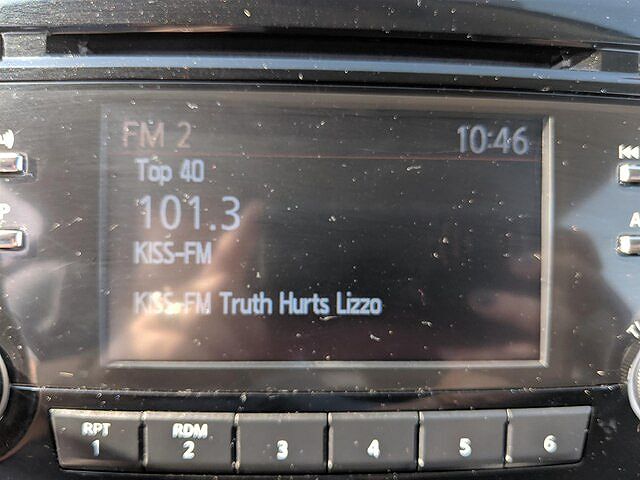 FM 2 10:46
Top 40
101.3
KISS-FM
KISS-FM Truth Hurts Lizzo
RPT RDM
1 2 3 4 5 6